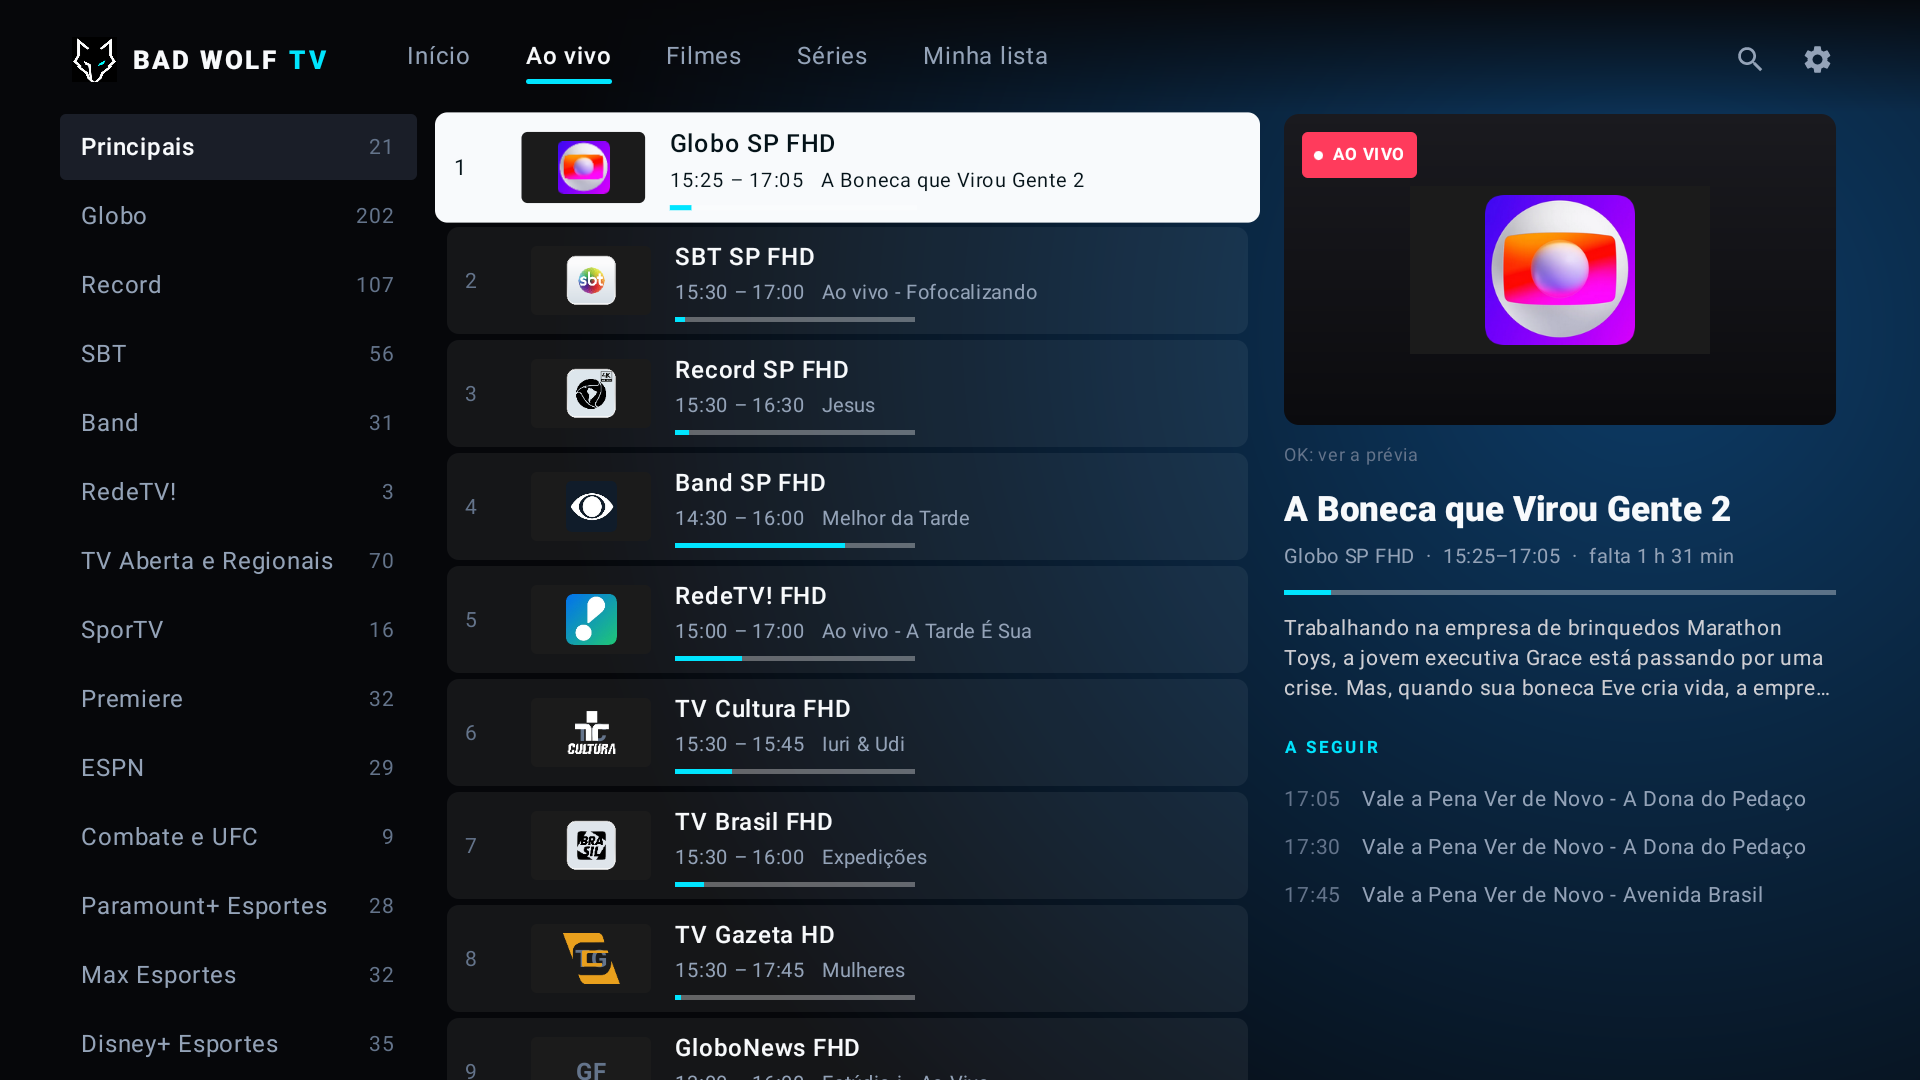 BAD WOLF TV
Início
Ao vivo
Filmes
Séries
Minha lista
Principais 21
Globo 202
Record 107
SBT 56
Band 31
RedeTV! 3
TV Aberta e Regionais 70
SporTV 16
Premiere 32
ESPN 29
Combate e UFC 9
Paramount+ Esportes 28
Max Esportes 32
Disney+ Esportes 35
1
Globo SP FHD
15:25 – 17:05 A Boneca que Virou Gente 2
2
sbt
SBT SP FHD
15:30 – 17:00 Ao vivo - Fofocalizando
3
4K
Record SP FHD
15:30 – 16:30 Jesus
4
Band SP FHD
14:30 – 16:00 Melhor da Tarde
5
RedeTV! FHD
15:00 – 17:00 Ao vivo - A Tarde É Sua
6
CULTURA
TV Cultura FHD
15:30 – 15:45 Iuri & Udi
7
BRASIL
TV Brasil FHD
15:30 – 16:00 Expedições
8
TG
TV Gazeta HD
15:30 – 17:45 Mulheres
9
GF
GloboNews FHD
AO VIVO
OK: ver a prévia
A Boneca que Virou Gente 2
Globo SP FHD · 15:25–17:05 · falta 1 h 31 min
Trabalhando na empresa de brinquedos Marathon
Toys, a jovem executiva Grace está passando por uma
crise. Mas, quando sua boneca Eve cria vida, a empre…
A SEGUIR
17:05 Vale a Pena Ver de Novo - A Dona do Pedaço
17:30 Vale a Pena Ver de Novo - A Dona do Pedaço
17:45 Vale a Pena Ver de Novo - Avenida Brasil